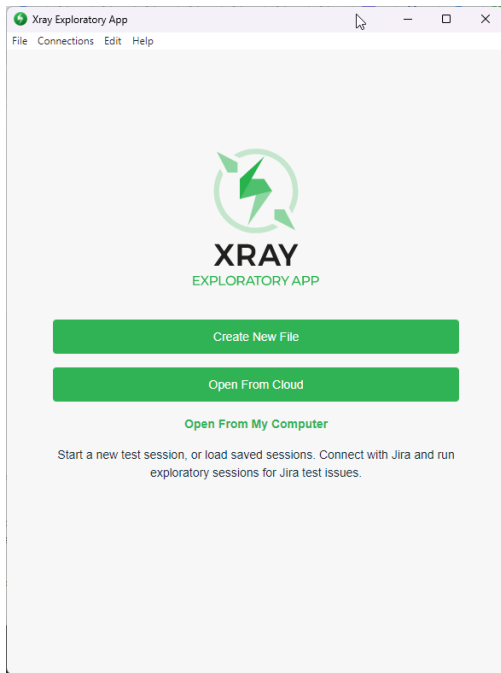 Xray Exploratory App
File Connections Edit Help
XRAY
EXPLORATORY APP
Create New File
Open From Cloud
Open From My Computer
Start a new test session, or load saved sessions. Connect with Jira and run
exploratory sessions for Jira test issues.